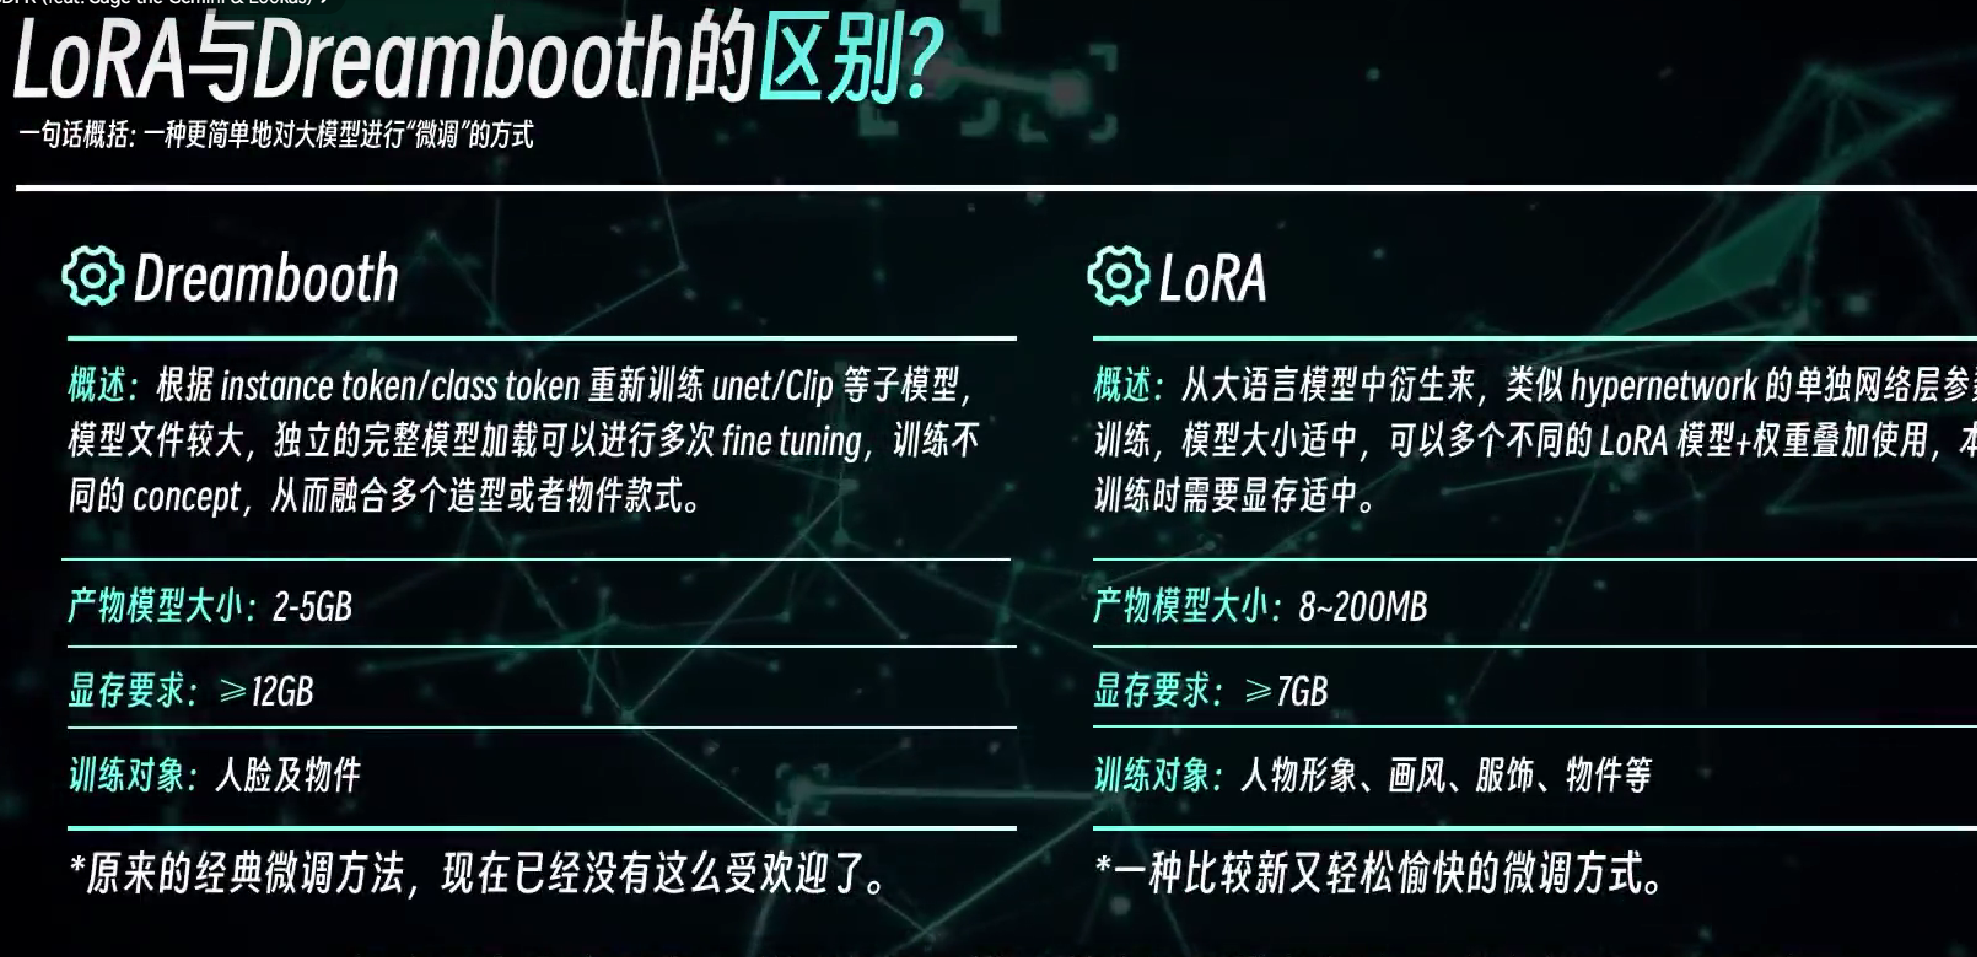 (feat. Sage the Gemini & Lookas)
LoRA与Dreambooth的区别?
一句话概括: 一种更简单地对大模型进行“微调”的方式
Dreambooth
概述：根据 instance token/class token 重新训练 unet/Clip 等子模型，
模型文件较大，独立的完整模型加载可以进行多次 fine tuning，训练不
同的 concept，从而融合多个造型或者物件款式。
产物模型大小：2-5GB
显存要求：≥12GB
训练对象：人脸及物件
*原来的经典微调方法，现在已经没有这么受欢迎了。
LoRA
概述：从大语言模型中衍生来，类似 hypernetwork 的单独网络层参
训练，模型大小适中，可以多个不同的 LoRA 模型+权重叠加使用，本
训练时需要显存适中。
产物模型大小：8~200MB
显存要求：≥7GB
训练对象：人物形象、画风、服饰、物件等
*一种比较新又轻松愉快的微调方式。